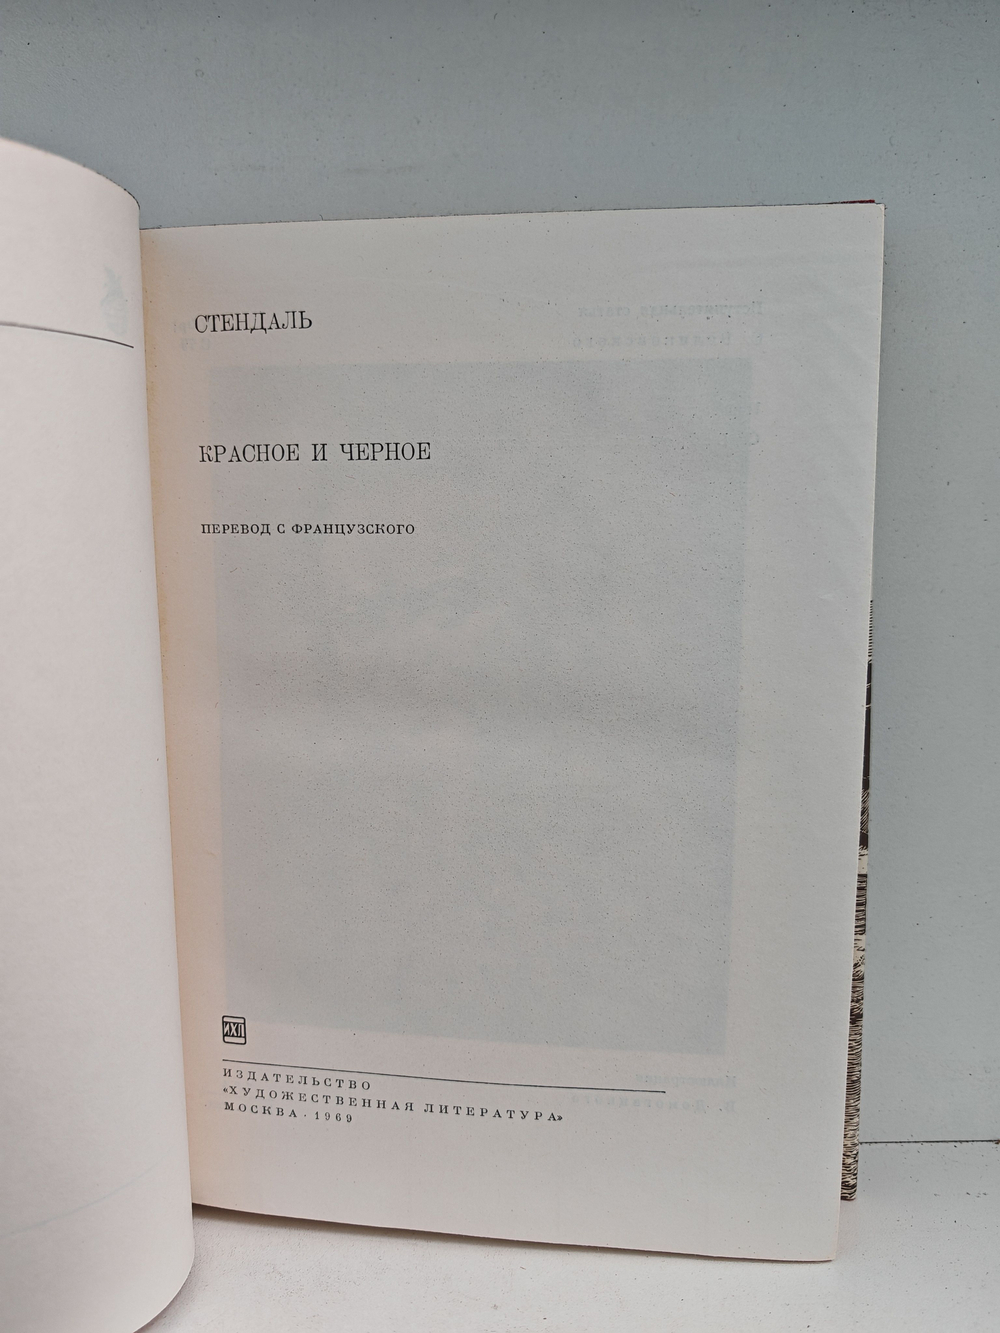 СТЕНДАЛЬ
КРАСНОЕ И ЧЕРНОЕ
ПЕРЕВОД С ФРАНЦУЗСКОГО
ИХЛ
ИЗДАТЕЛЬСТВО
«ХУДОЖЕСТВЕННАЯ ЛИТЕРАТУРА»
МОСКВА · 1969